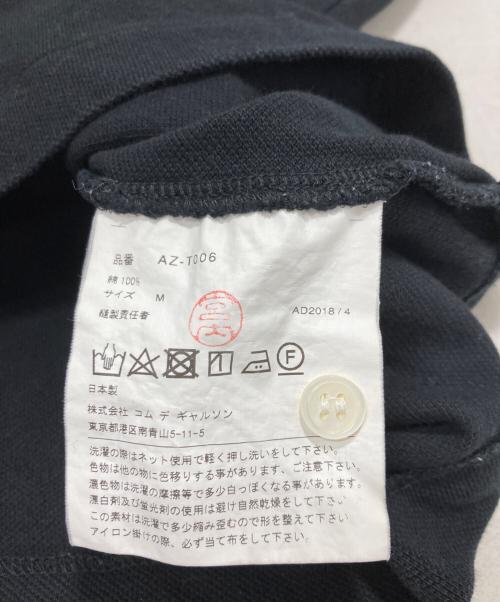 品番 AZ-T006
綿 100%
サイズ M
縫製責任者
宮内
AD2018/4
F
日本製
株式会社 コム デ ギャルソン
東京都港区南青山5-11-5
洗濯の際はネット使用で軽く押し洗いをして下さい。
色物は他の物に色移りする事があります、ご注意下さい。
濃色物は洗濯の摩擦等で多少白っぽくなる事が有ります。
漂白剤及び蛍光剤の使用は避け自然乾燥をして下さい。
この素材は洗濯で多少縮み歪むので形を整えて下さい
アイロン掛けの際、必ず当て布をして下さい。